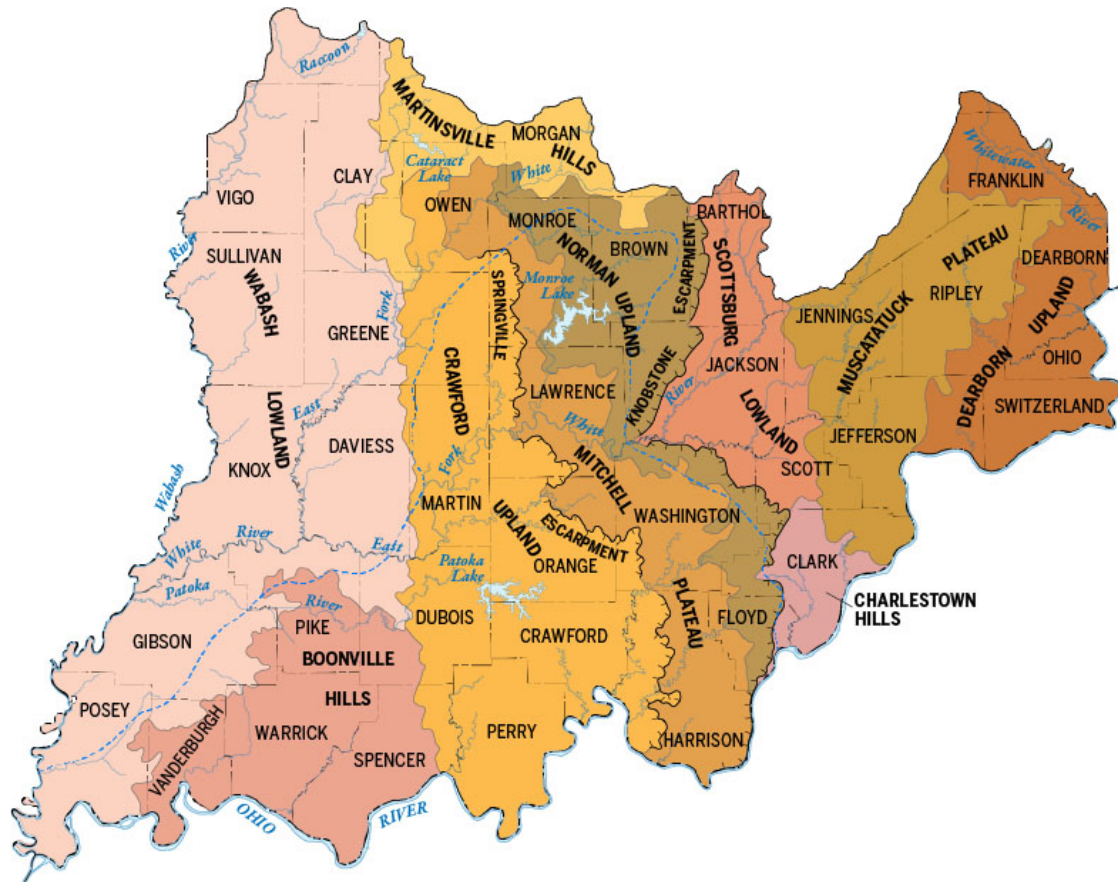 Raccoon
MARTINSVILLE
HILLS
MORGAN
Cataract
Lake
White
CLAY
VIGO
OWEN
MONROE
BROWN
BARTHOL.
Whitewater
FRANKLIN
River
River
SULLIVAN
WABASH
LOWLAND
NORMAN
UPLAND
ESCARPMENT
KNOBSTONE
SCOTTSBURG
LOWLAND
PLATEAU
MUSCATATUCK
DEARBORN
RIPLEY
UPLAND
DEARBORN
SPRINGVILLE
Monroe
Lake
Fork
GREENE
JENNINGS
OHIO
CRAWFORD
UPLAND
LAWRENCE
JACKSON
River
SWITZERLAND
East
White
JEFFERSON
DAVIESS
KNOX
Fork
MITCHELL
PLATEAU
SCOTT
Wabash
MARTIN
ESCARPMENT
WASHINGTON
White
River
East
ORANGE
CLARK
Patoka
River
Patoka
Lake
CHARLESTOWN
HILLS
DUBOIS
CRAWFORD
FLOYD
GIBSON
PIKE
BOONVILLE
HILLS
POSEY
VANDERBURGH
WARRICK
PERRY
HARRISON
SPENCER
OHIO
RIVER